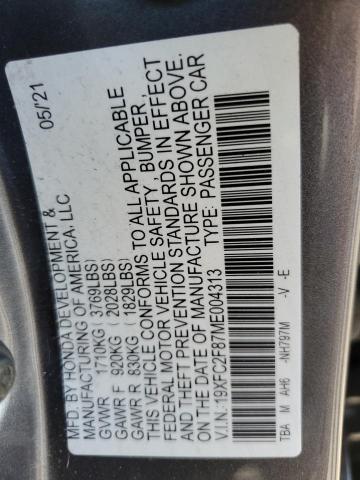 MFD. BY HONDA DEVELOPMENT & 05/21
MANUFACTURING OF AMERICA, LLC
GVWR 1710KG (3769LBS)
GAWR F 920KG (2028LBS)
GAWR R 830KG (1829LBS)
THIS VEHICLE CONFORMS TO ALL APPLICABLE
FEDERAL MOTOR VEHICLE SAFETY, BUMPER,
AND THEFT PREVENTION STANDARDS IN EFFECT
ON THE DATE OF MANUFACTURE SHOWN ABOVE.
V.I.N.: 19XFC2F87ME004313 TYPE: PASSENGER CAR
TBA M AH6 -NH797M -V -E